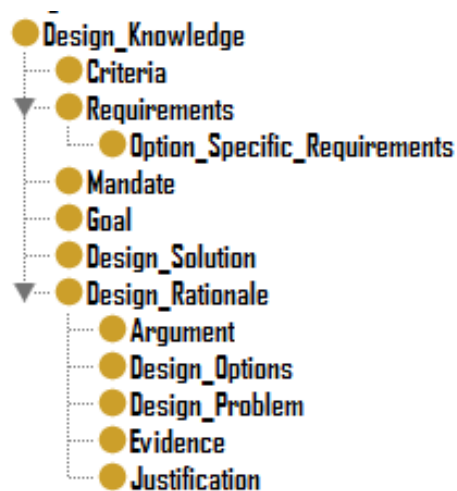 Design_Knowledge
Criteria
Requirements
Option_Specific_Requirements
Mandate
Goal
Design_Solution
Design_Rationale
Argument
Design_Options
Design_Problem
Evidence
Justification